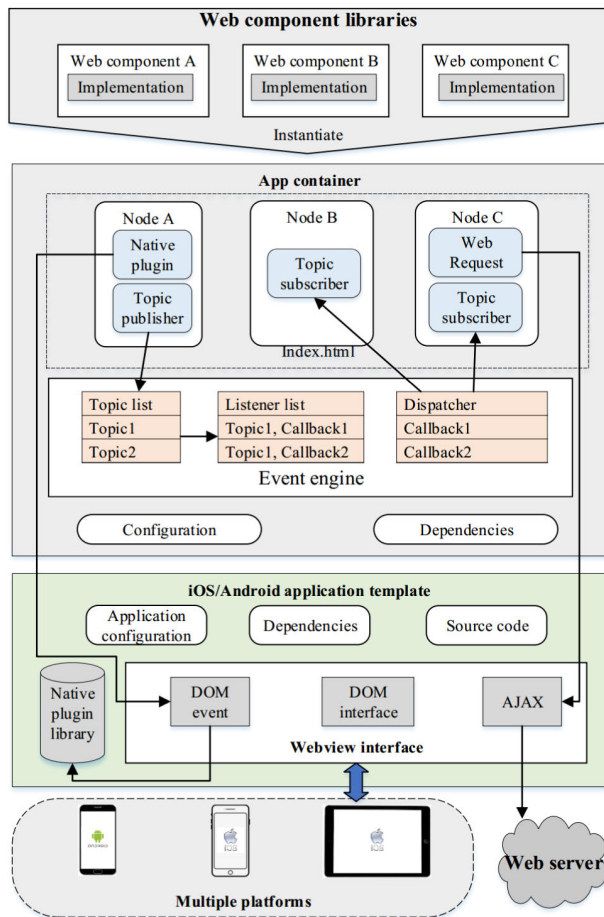 Web component libraries
Web component A
Implementation
Web component B
Implementation
Web component C
Implementation
Instantiate
App container
Node A
Native
plugin
Topic
publisher
Node B
Topic
subscriber
Node C
Web
Request
Topic
subscriber
Index.html
Topic list
Topic1
Topic2
Listener list
Topic1, Callback1
Topic1, Callback2
Dispatcher
Callback1
Callback2
Event engine
Configuration
Dependencies
iOS/Android application template
Application
configuration
Dependencies
Source code
Native
plugin
library
DOM
event
DOM
interface
AJAX
Webview interface
iOS
iOS
Multiple platforms
Web server